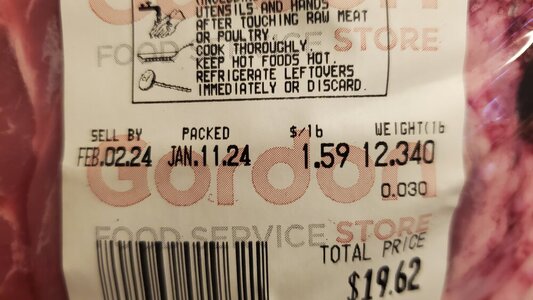 UTENSILS AND HANDS
AFTER TOUCHING RAW MEAT
OR POULTRY.
COOK THOROUGHLY.
KEEP HOT FOODS HOT.
REFRIGERATE LEFTOVERS
IMMEDIATELY OR DISCARD.
FOOD SERVICE STORE
SELL BY PACKED $/lb WEIGHT(lb
FEB.02.24 JAN.11.24 1.59 12.340
Gordon
0.030
FOOD SERVICE STORE
TOTAL PRICE
$19.62